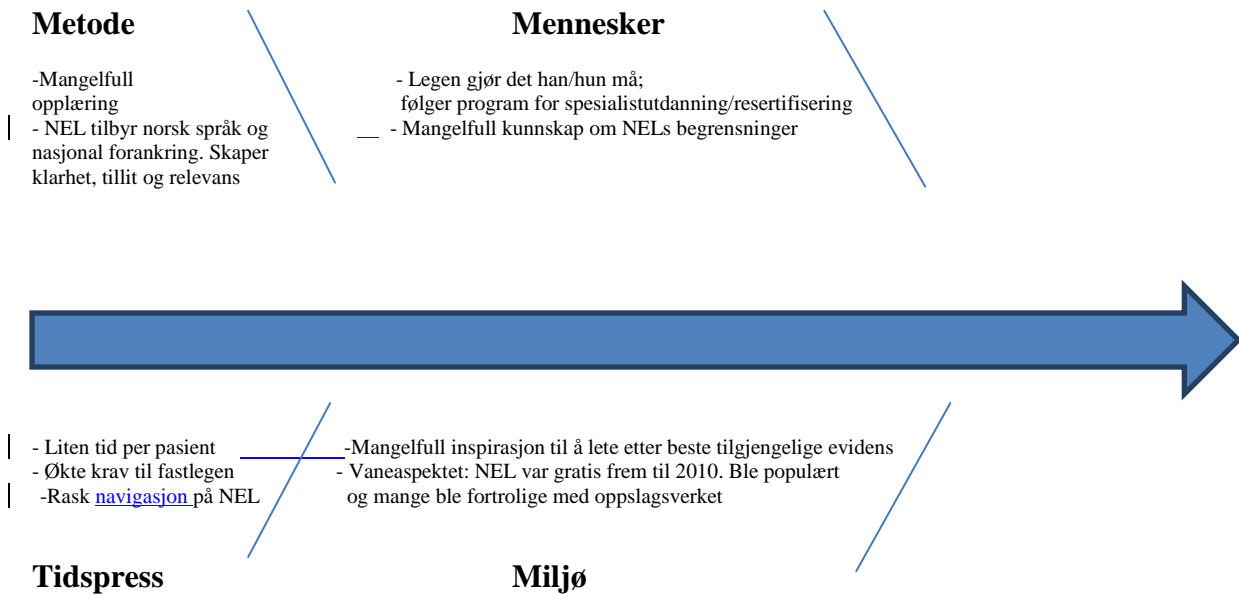 Metode
-Mangelfull
opplæring
- NEL tilbyr norsk språk og
nasjonal forankring. Skaper
klarhet, tillit og relevans
Mennesker
- Legen gjør det han/hun må;
følger program for spesialistutdanning/resertifisering
- Mangelfull kunnskap om NELs begrensninger
- Liten tid per pasient
- Økte krav til fastlegen
-Rask navigasjon på NEL
Tidspress
-Mangelfull inspirasjon til å lete etter beste tilgjengelige evidens
- Vaneaspektet: NEL var gratis frem til 2010. Ble populært
og mange ble fortrolige med oppslagsverket
Miljø